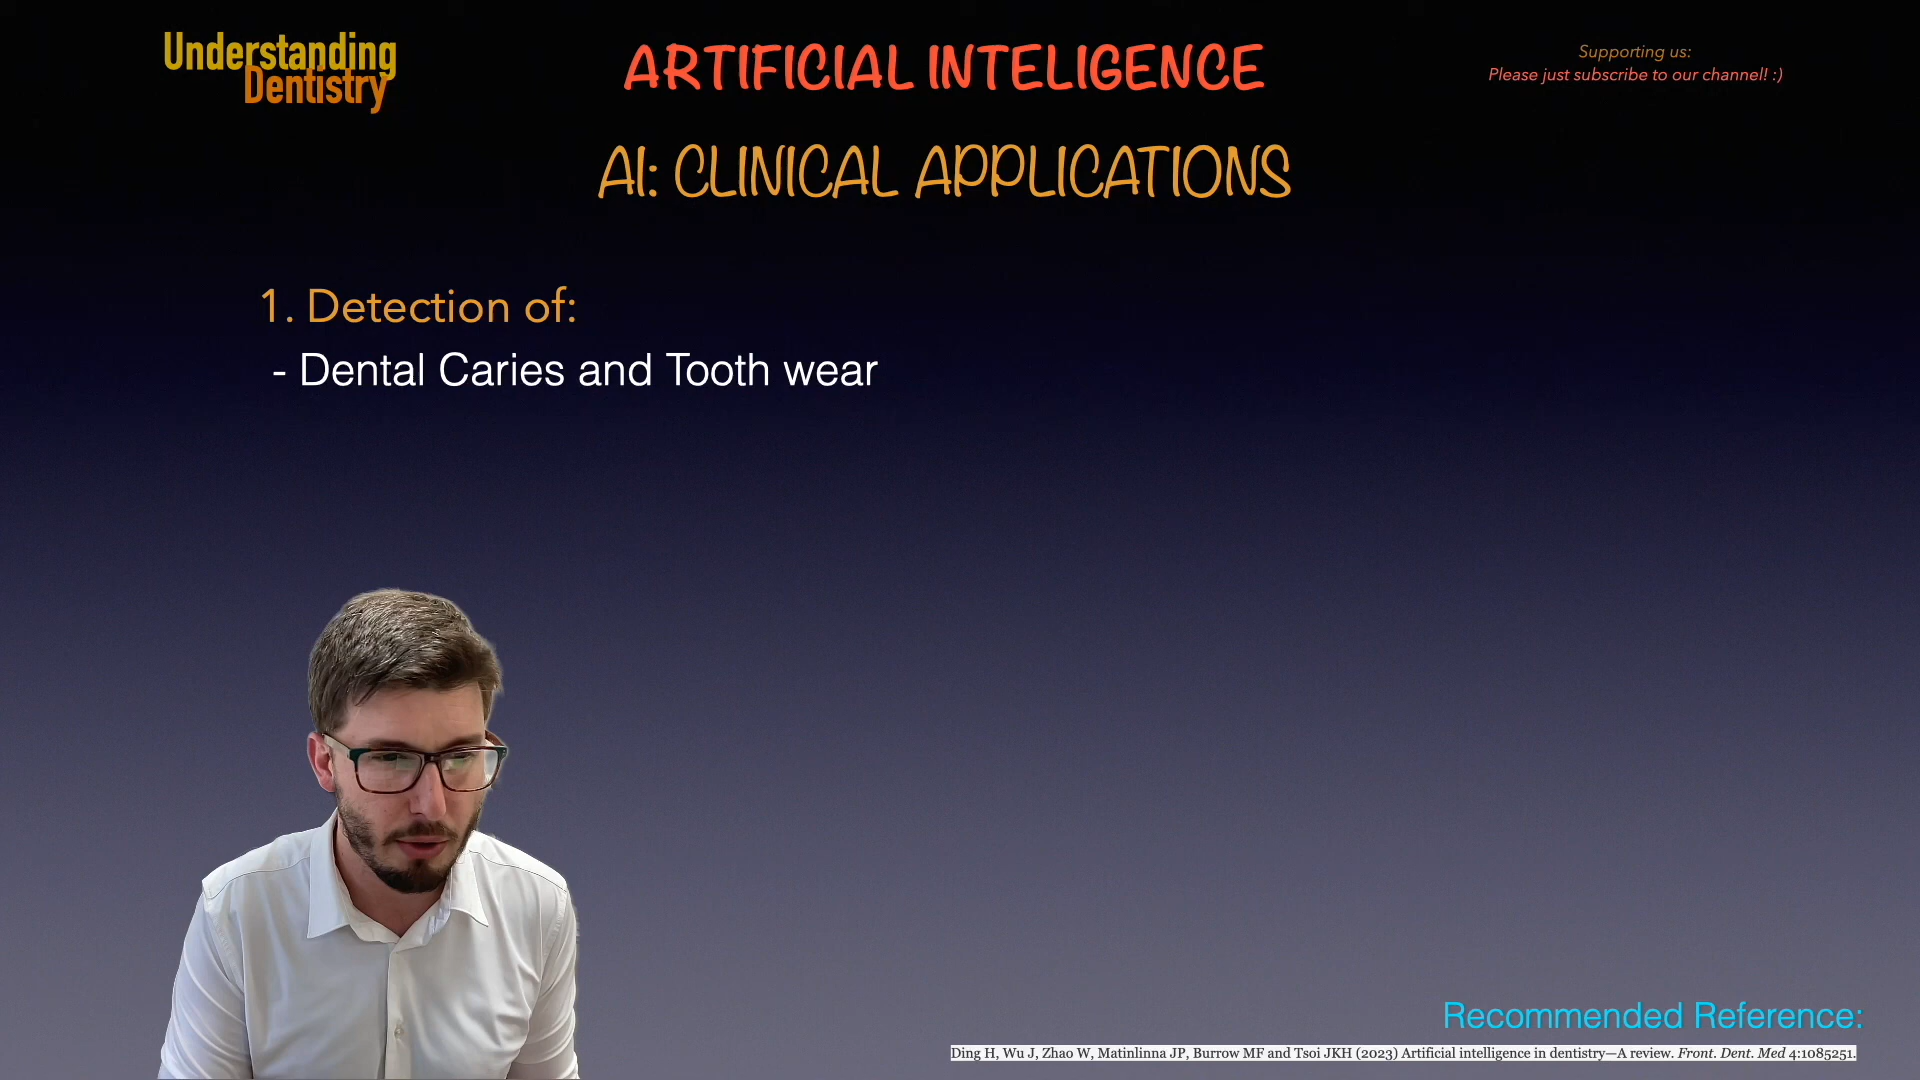 Understanding
Dentistry
ARTIFICIAL INTELIGENCE
Supporting us:
Please just subscribe to our channel! :)
AI: CLINICAL APPLICATIONS
1. Detection of:
- Dental Caries and Tooth wear
Recommended Reference:
Ding H, Wu J, Zhao W, Matinlinna JP, Burrow MF and Tsoi JKH (2023) Artificial intelligence in dentistry—A review. Front. Dent. Med 4:1085251.